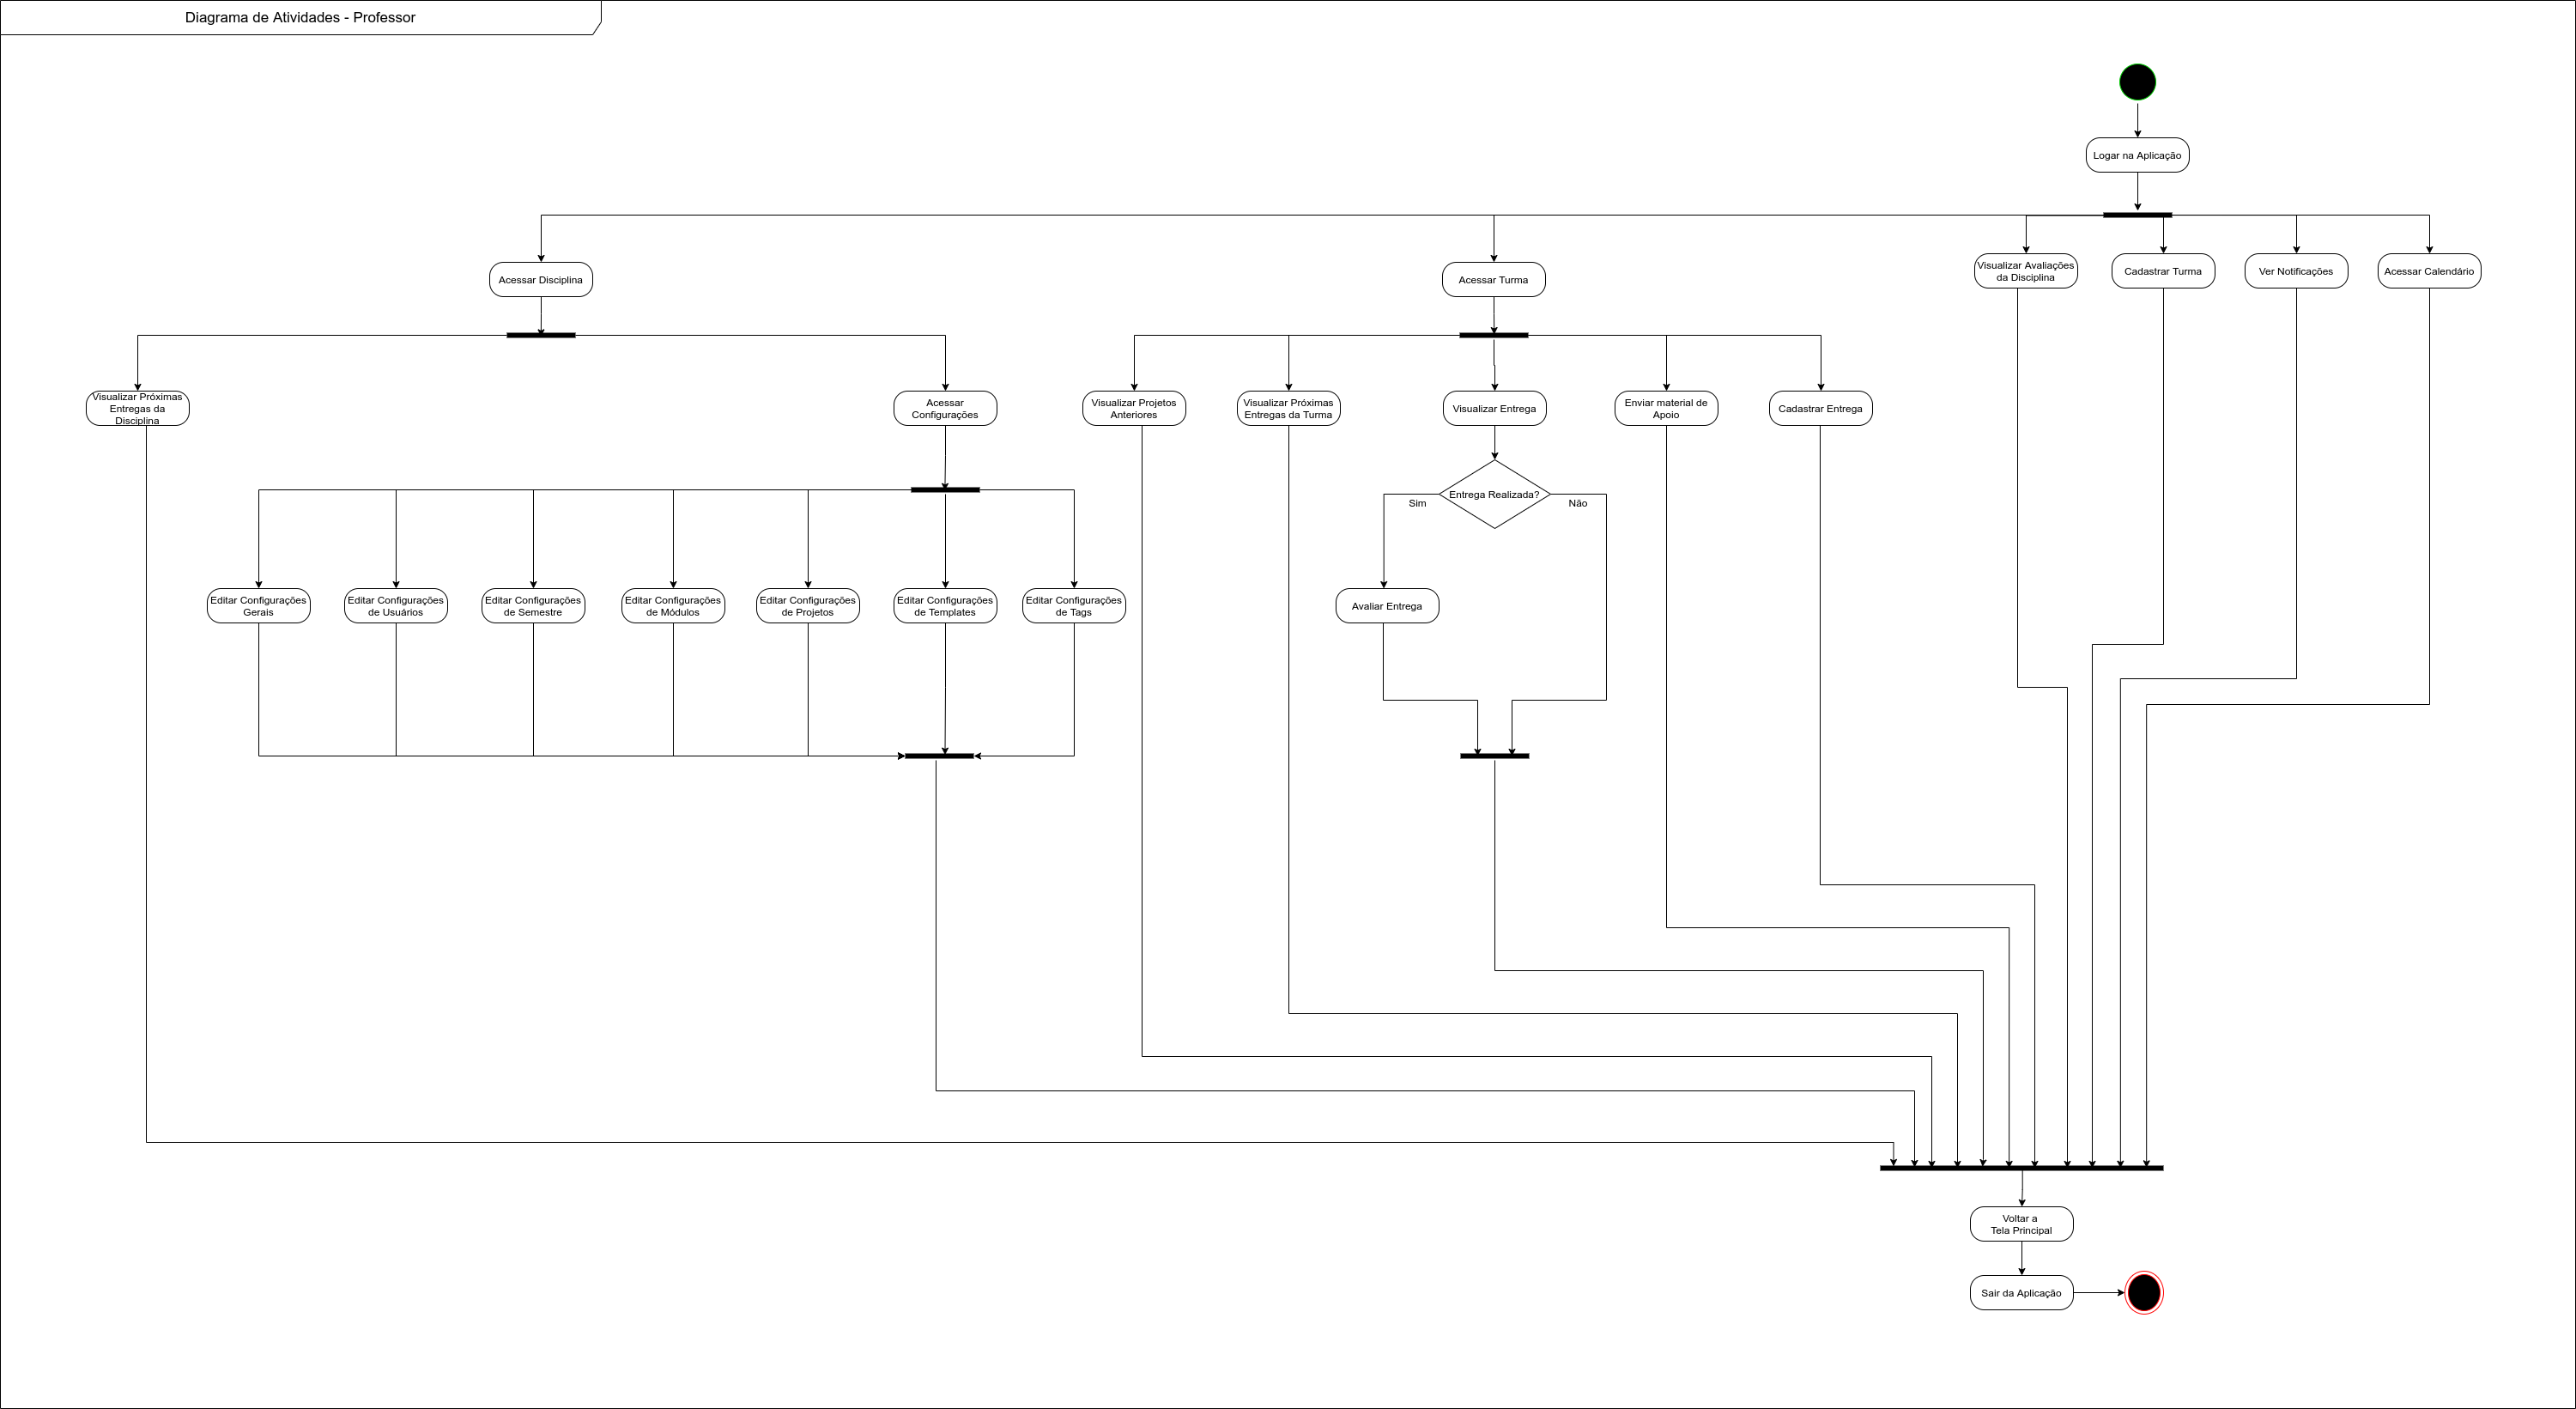 Diagrama de Atividades - Professor
Logar na Aplicação
Acessar Disciplina
Acessar Turma
Visualizar Avaliações
da Disciplina
Cadastrar Turma
Ver Notificações
Acessar Calendário
Visualizar Próximas
Entregas da
Disciplina
Acessar
Configurações
Visualizar Projetos
Anteriores
Visualizar Próximas
Entregas da Turma
Visualizar Entrega
Enviar material de
Apoio
Cadastrar Entrega
Entrega Realizada?
Sim
Não
Editar Configurações
Gerais
Editar Configurações
de Usuários
Editar Configurações
de Semestre
Editar Configurações
de Módulos
Editar Configurações
de Projetos
Editar Configurações
de Templates
Editar Configurações
de Tags
Avaliar Entrega
Voltar a
Tela Principal
Sair da Aplicação